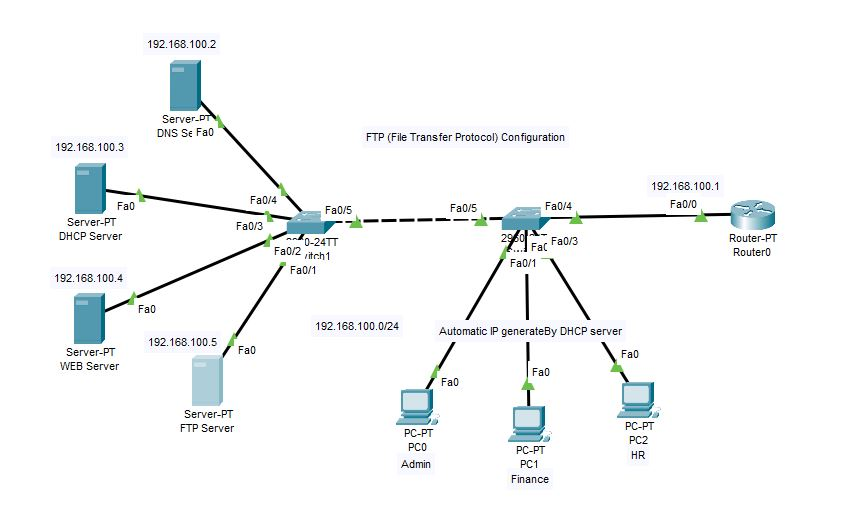 192.168.100.2
Server-PT
DNS Se
Fa0
FTP (File Transfer Protocol) Configuration
192.168.100.3
Server-PT
DHCP Server
Fa0
Fa0/4
Fa0/3
Fa0/5
Fa0/2
Fa0/1
-24TT
itch1
Fa0/5
Fa0/4
Fa0/3
Fa0/1
192.168.100.1
Fa0/0
Router-PT
Router0
192.168.100.4
Fa0
Server-PT
WEB Server
192.168.100.5
Fa0
Server-PT
FTP Server
192.168.100.0/24
Automatic IP generateBy DHCP server
Fa0
PC-PT
PC0
Admin
Fa0
PC-PT
PC1
Finance
Fa0
PC-PT
PC2
HR